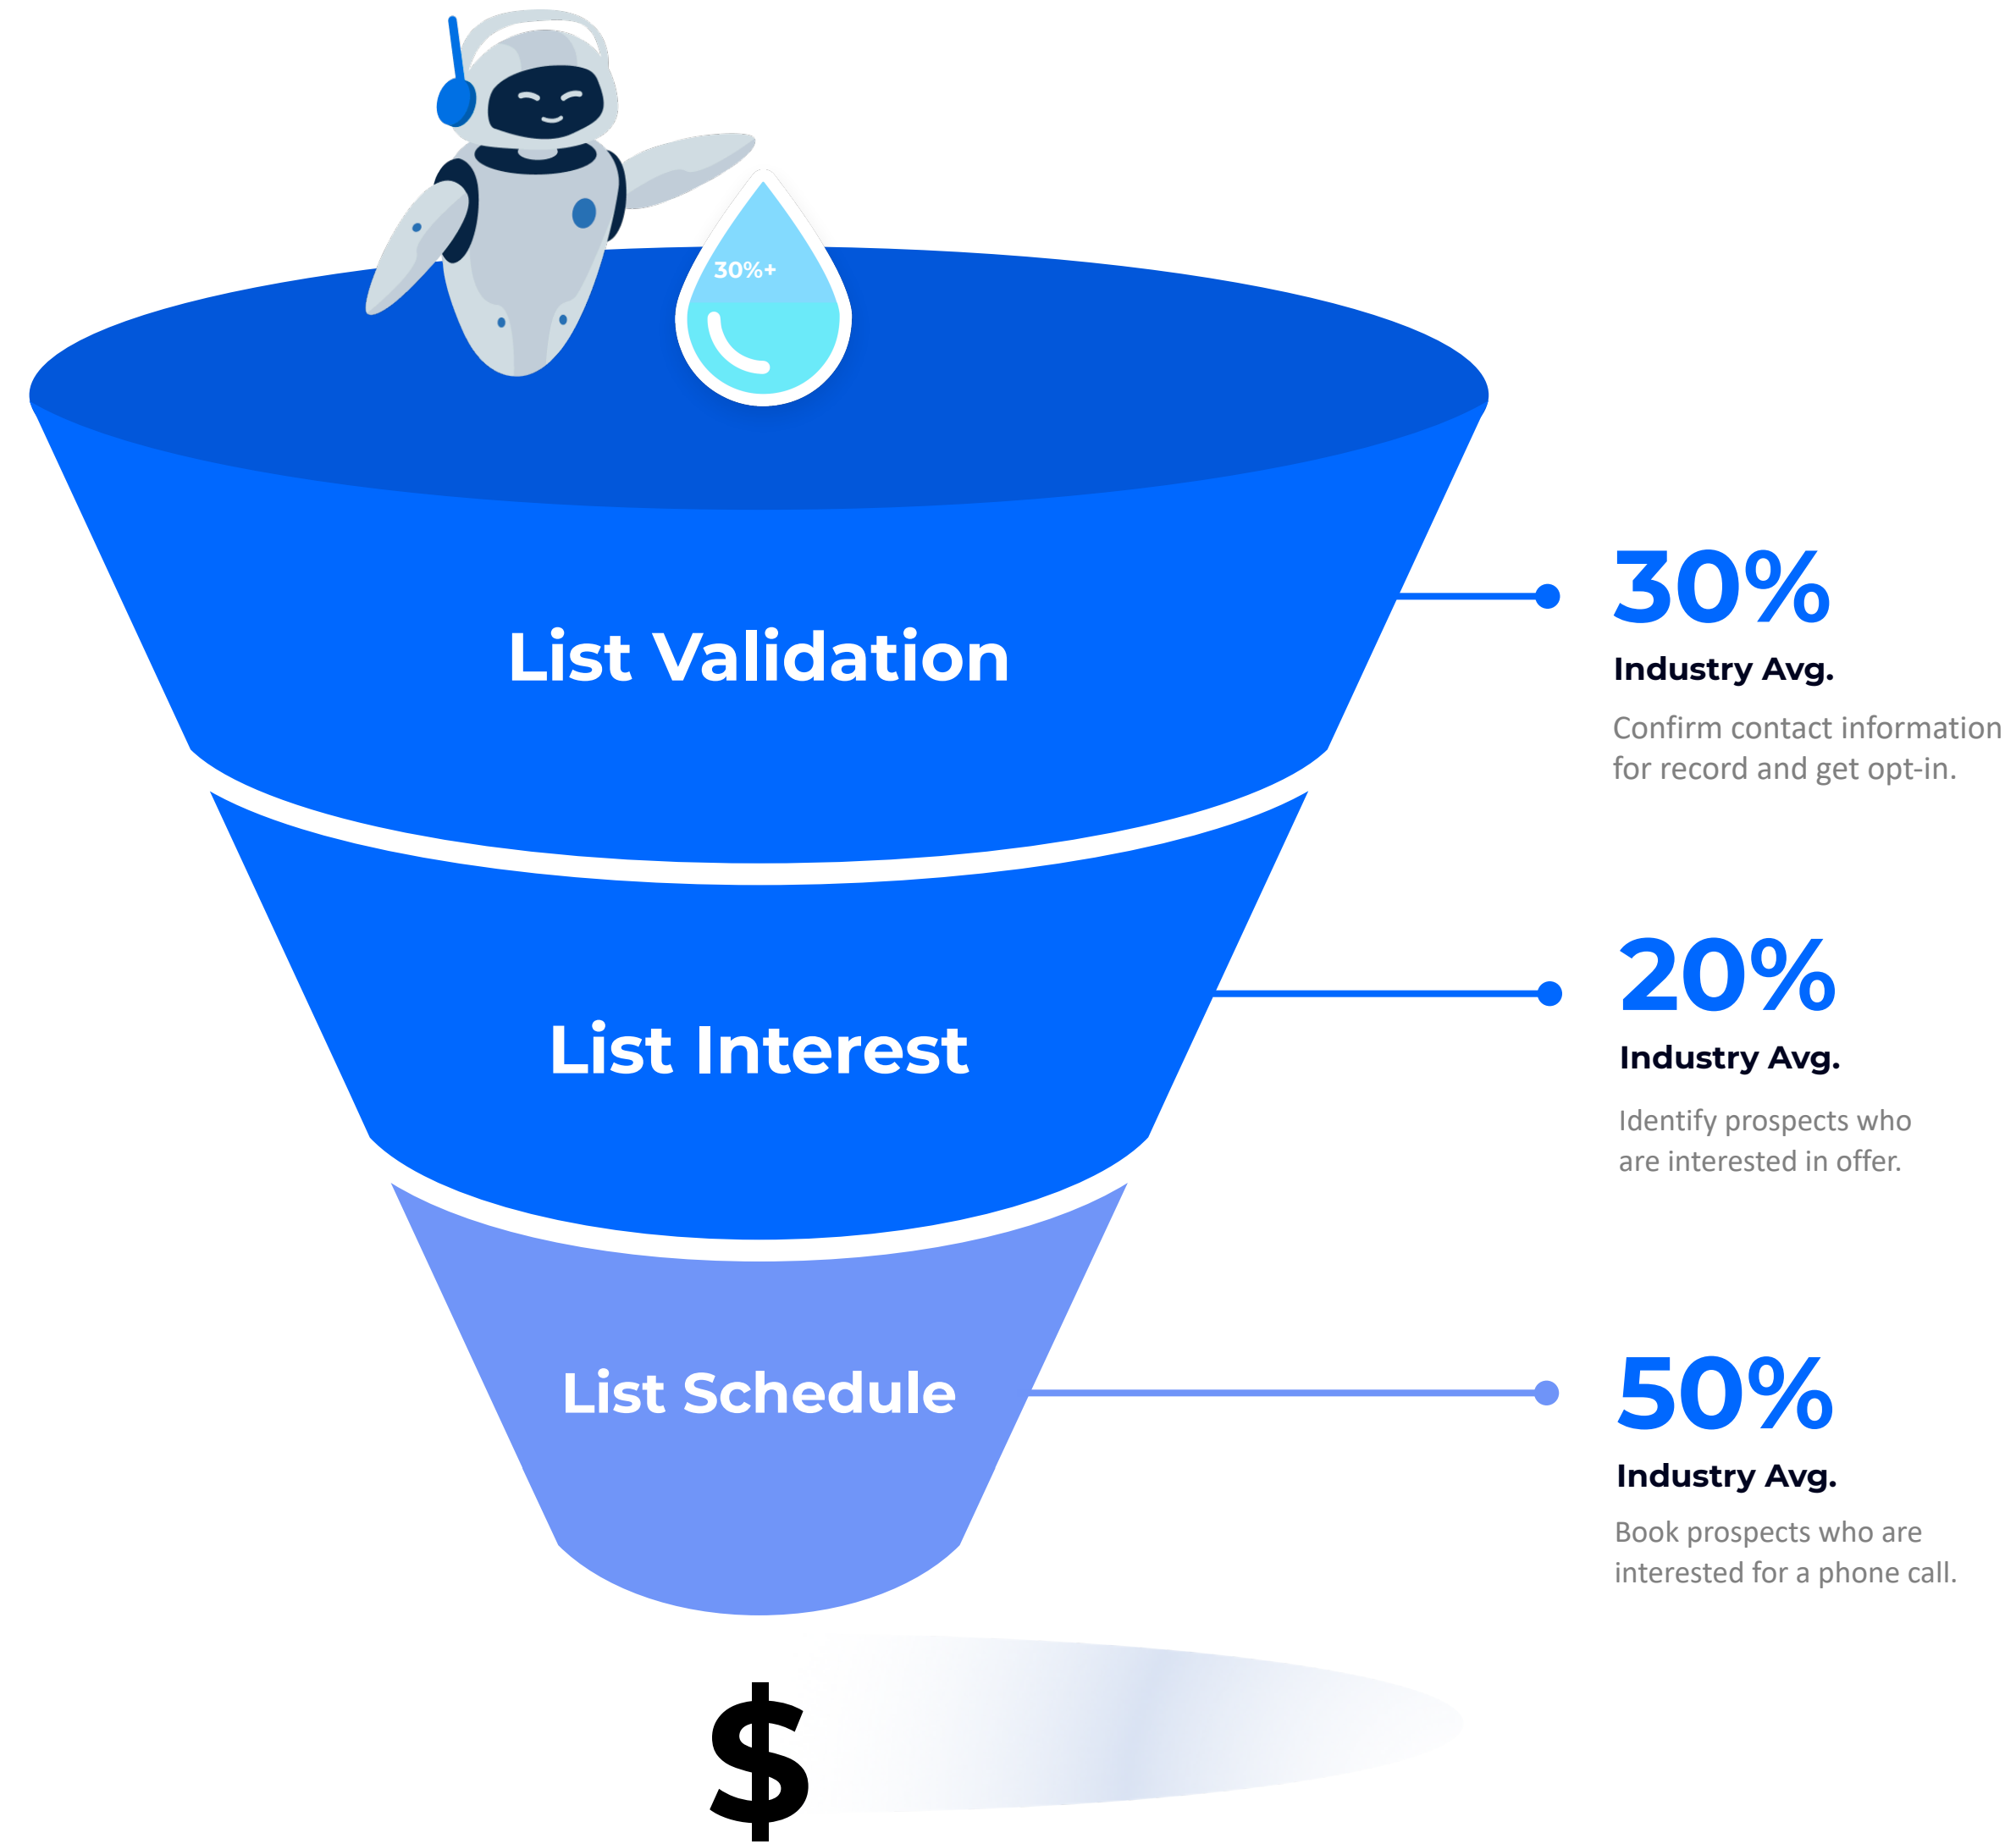 30%+
List Validation
30%
Industry Avg.
Confirm contact information
for record and get opt-in.
List Interest
20%
Industry Avg.
Identify prospects who
are interested in offer.
List Schedule
50%
Industry Avg.
Book prospects who are
interested for a phone call.
$